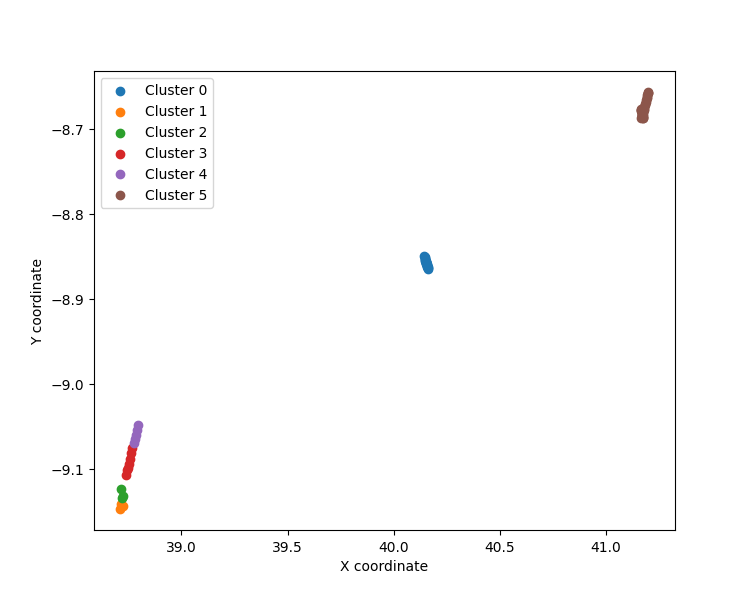 Cluster 0
Cluster 1
Cluster 2
Cluster 3
Cluster 4
Cluster 5
−8.7
−8.8
−8.9
−9.0
−9.1
Y coordinate
39.0 39.5 40.0 40.5 41.0
X coordinate